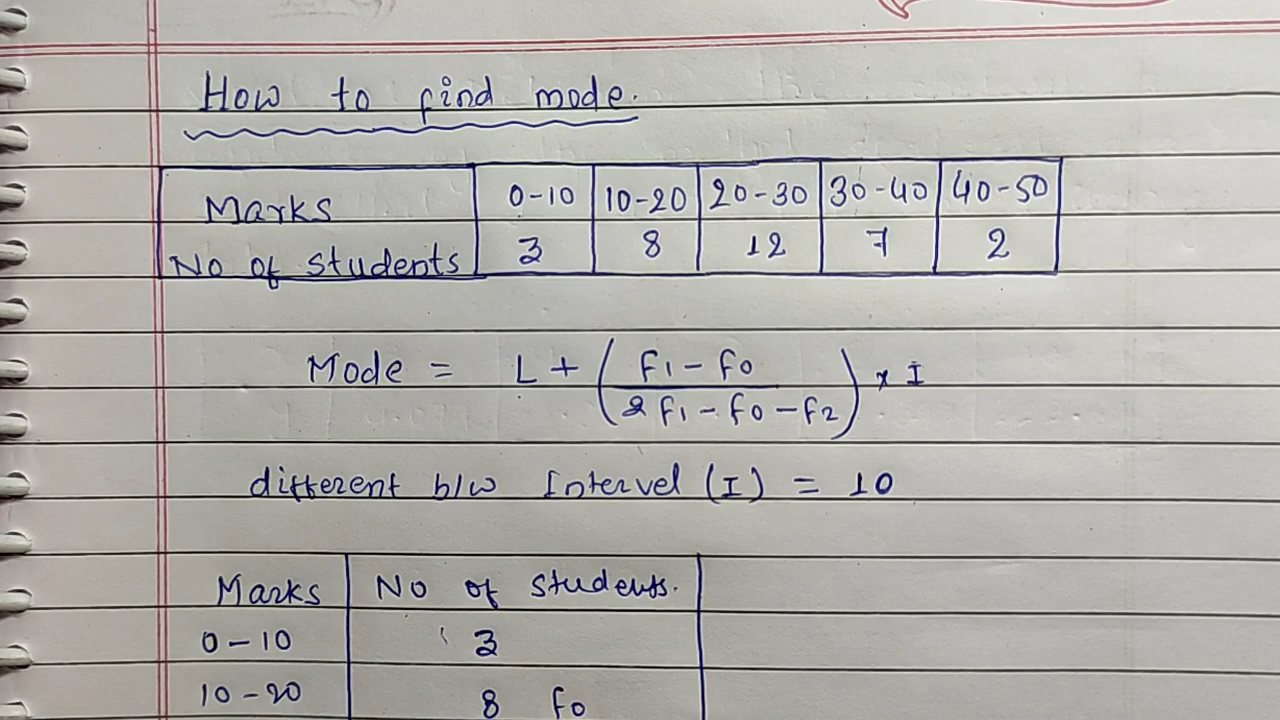 How to find mode.
Marks 0-10 10-20 20-30 30-40 40-50
No of students 3 8 12 7 2
Mode = L + ( f1 - f0 / 2 f1 - f0 - f2 ) x I
different b/w Intervel (I) = 10
Marks No of students.
0-10 3
10-20 8 f0